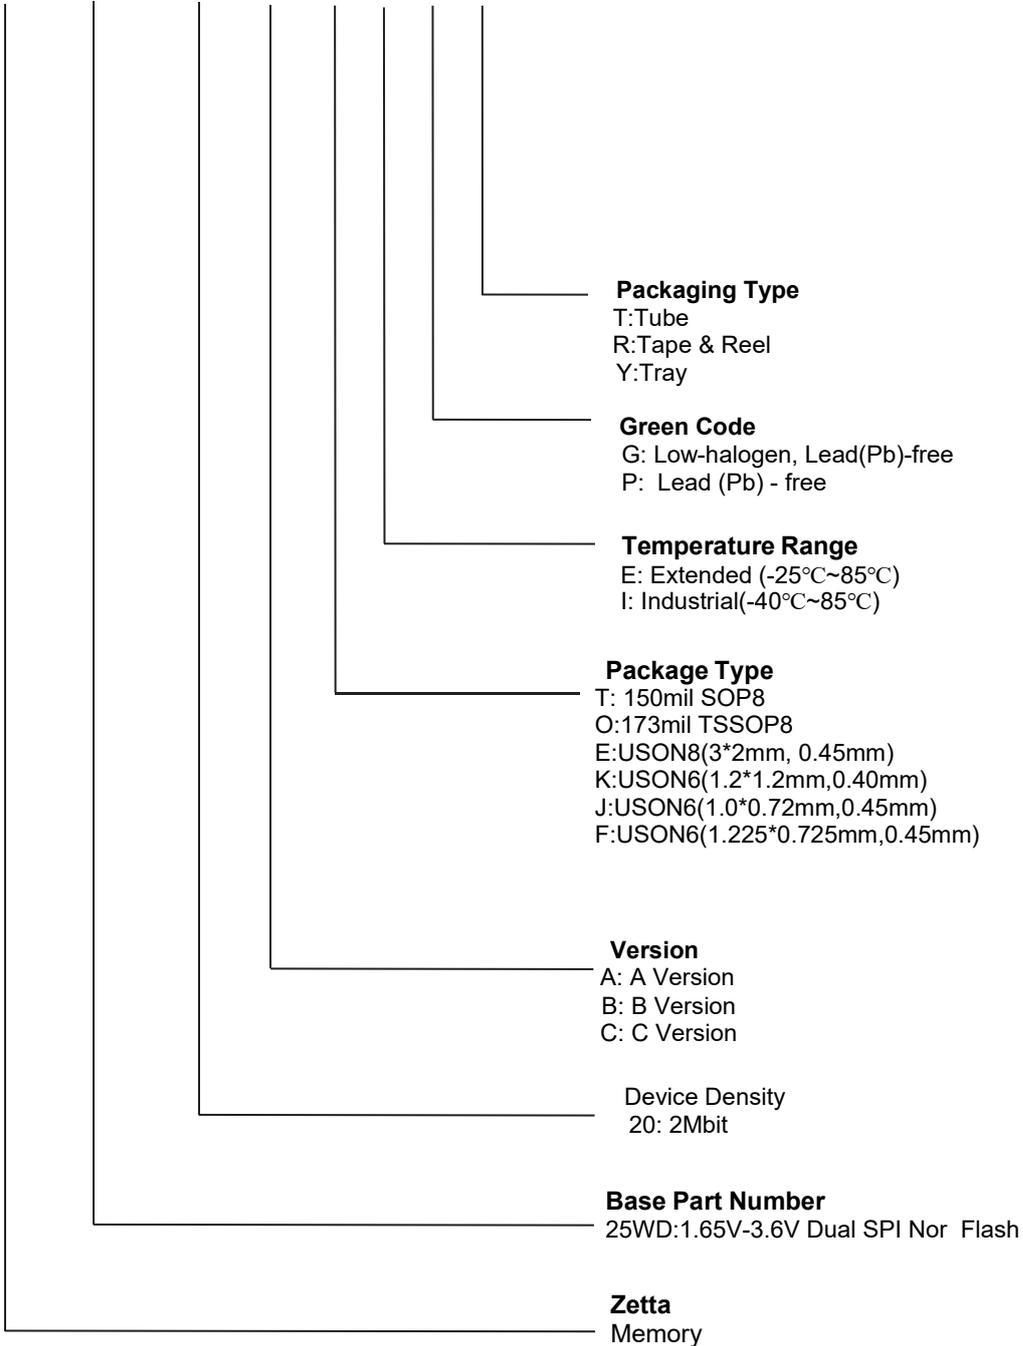 Packaging Type
T:Tube
R:Tape & Reel
Y:Tray
Green Code
G: Low-halogen, Lead(Pb)-free
P:  Lead (Pb) - free
Temperature Range
E: Extended (-25℃~85℃)
I: Industrial(-40℃~85℃)
Package Type
T: 150mil SOP8
O:173mil TSSOP8
E:USON8(3*2mm, 0.45mm)
K:USON6(1.2*1.2mm,0.40mm)
J:USON6(1.0*0.72mm,0.45mm)
F:USON6(1.225*0.725mm,0.45mm)
Version
A: A Version
B: B Version
C: C Version
Device Density
20: 2Mbit
Base Part Number
25WD:1.65V-3.6V Dual SPI Nor  Flash
Zetta
Memory